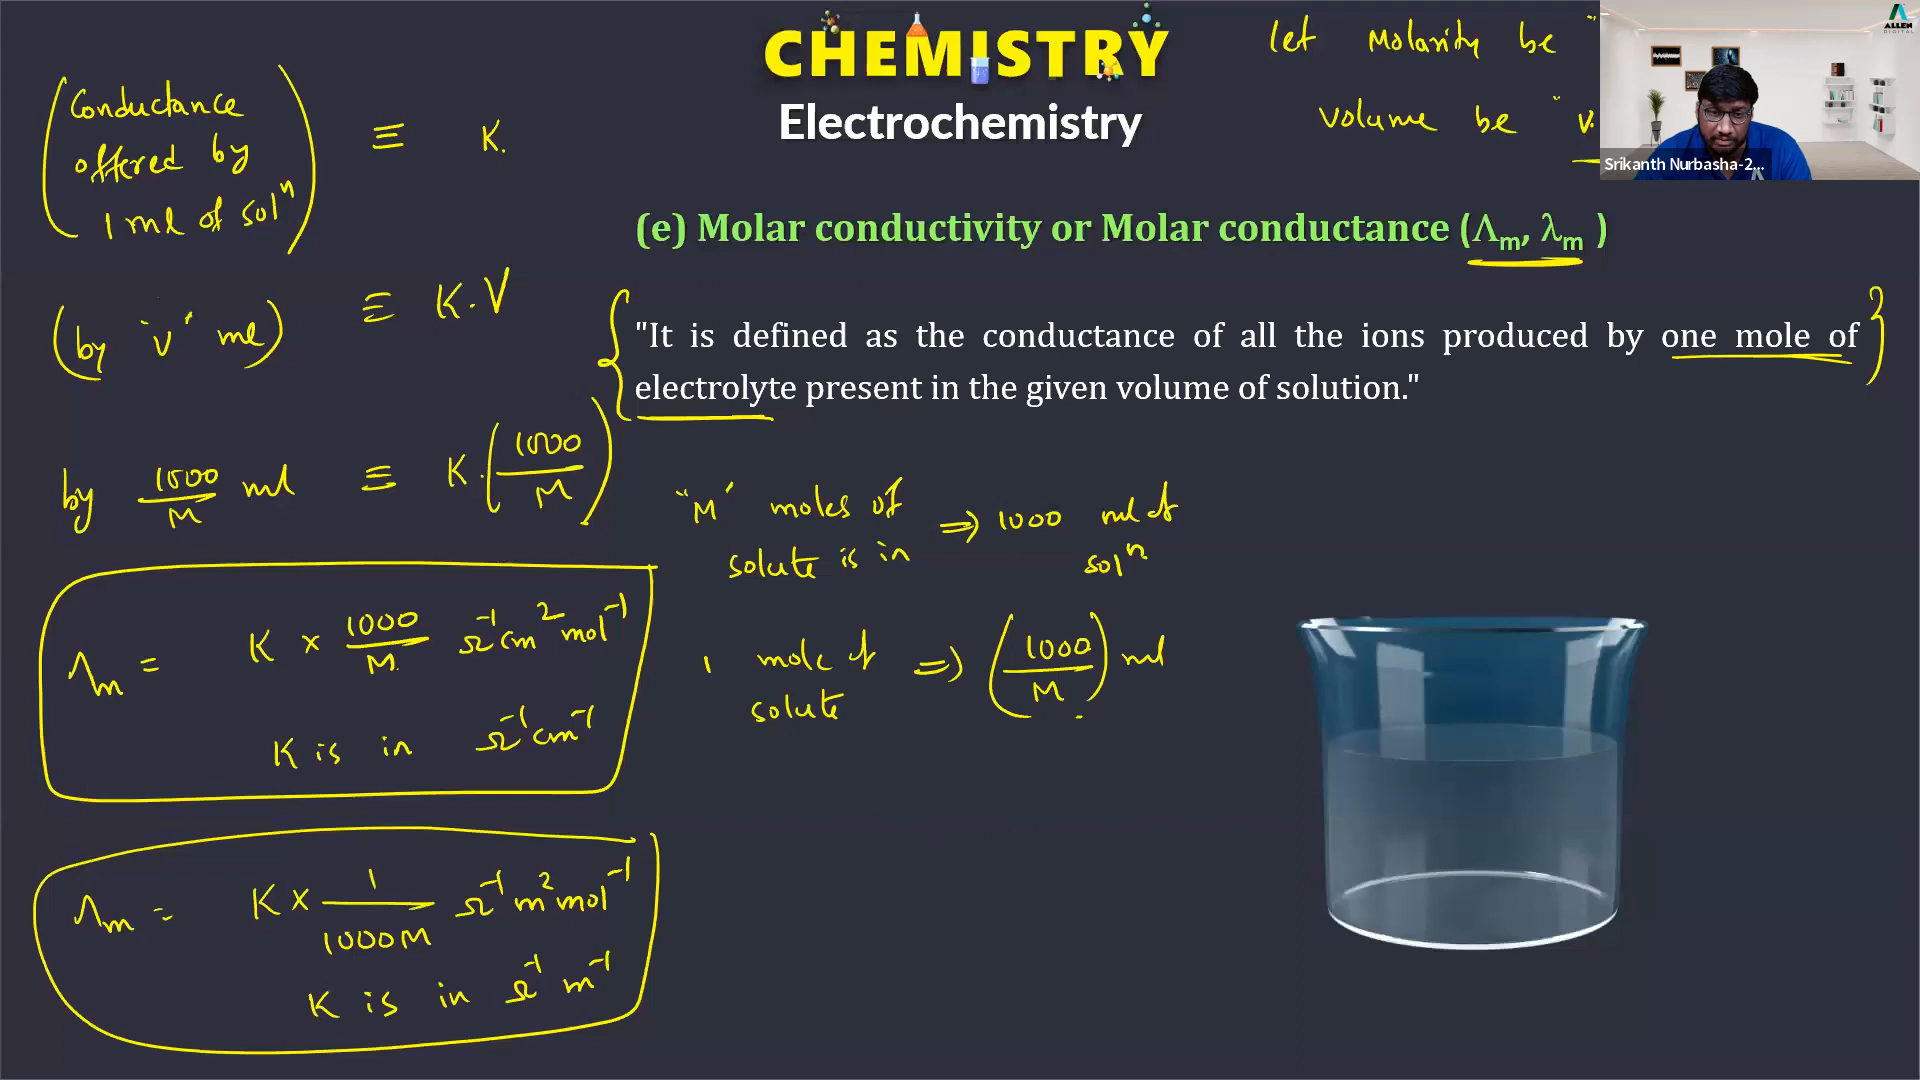 CHEMISTRY
Electrochemistry
let Molarity be "
volume be "v.
ALLEN
DIGITAL
Srikanth Nurbasha-2...
(Conductance
offered by
1 ml of solⁿ) ≡ K.
(e) Molar conductivity or Molar conductance (Λₘ, λₘ )
(by "v" ml) ≡ K.V
"It is defined as the conductance of all the ions produced by one mole of
electrolyte present in the given volume of solution."
by 1000/M ml ≡ K.(1000/M)
"M" moles of
solute is in ⇒ 1000 ml of
solⁿ
1 mole of
solute ⇒ (1000/M) ml
Λm = K × 1000/M. Ω⁻¹cm²mol⁻¹
K is in Ω⁻¹cm⁻¹
Λm = K × 1/1000M Ω⁻¹m²mol⁻¹
K is in Ω⁻¹ m⁻¹